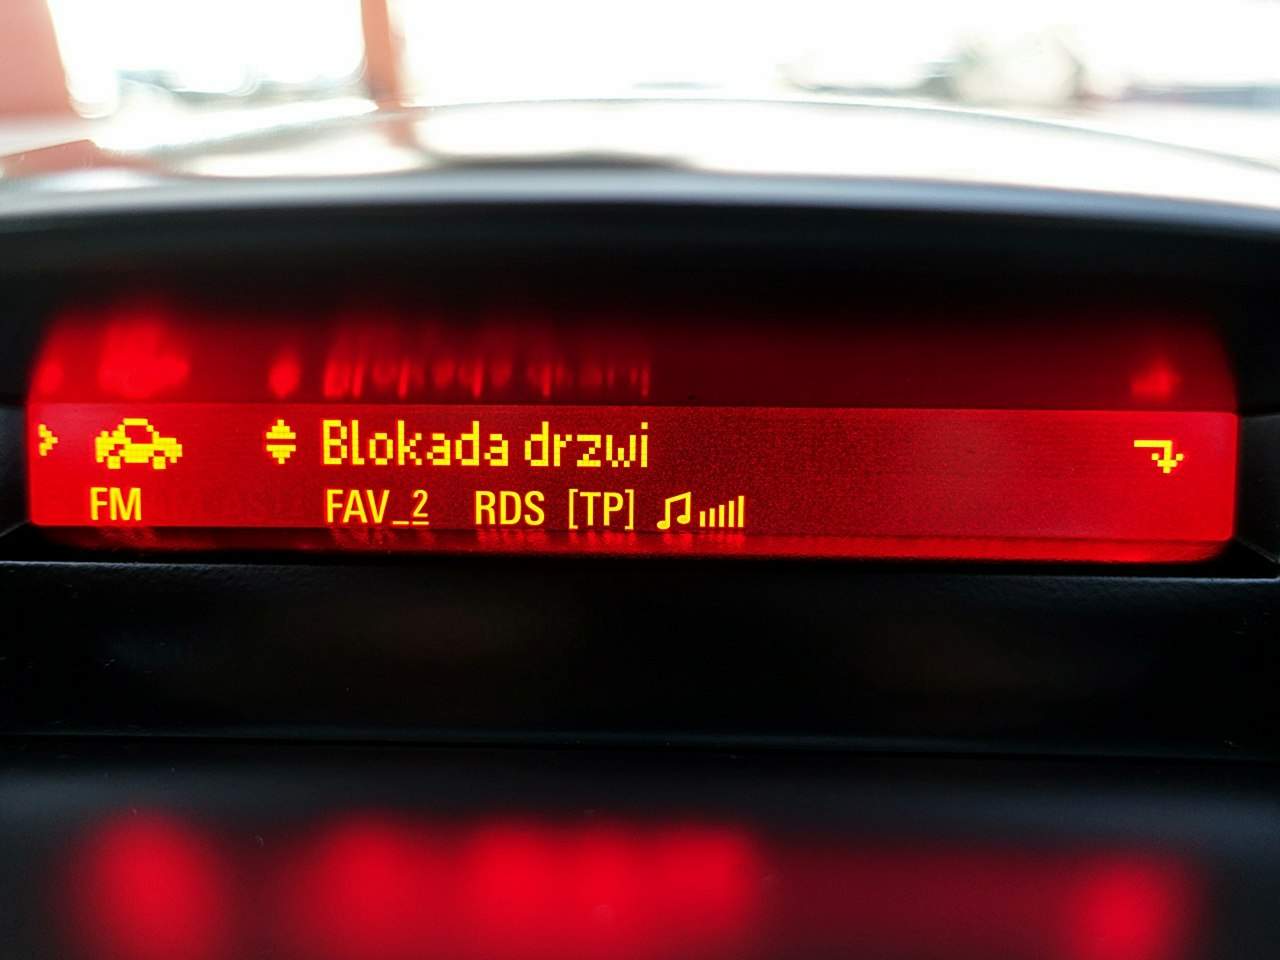 Blokada drzwi
FM FAV_2 RDS [TP]